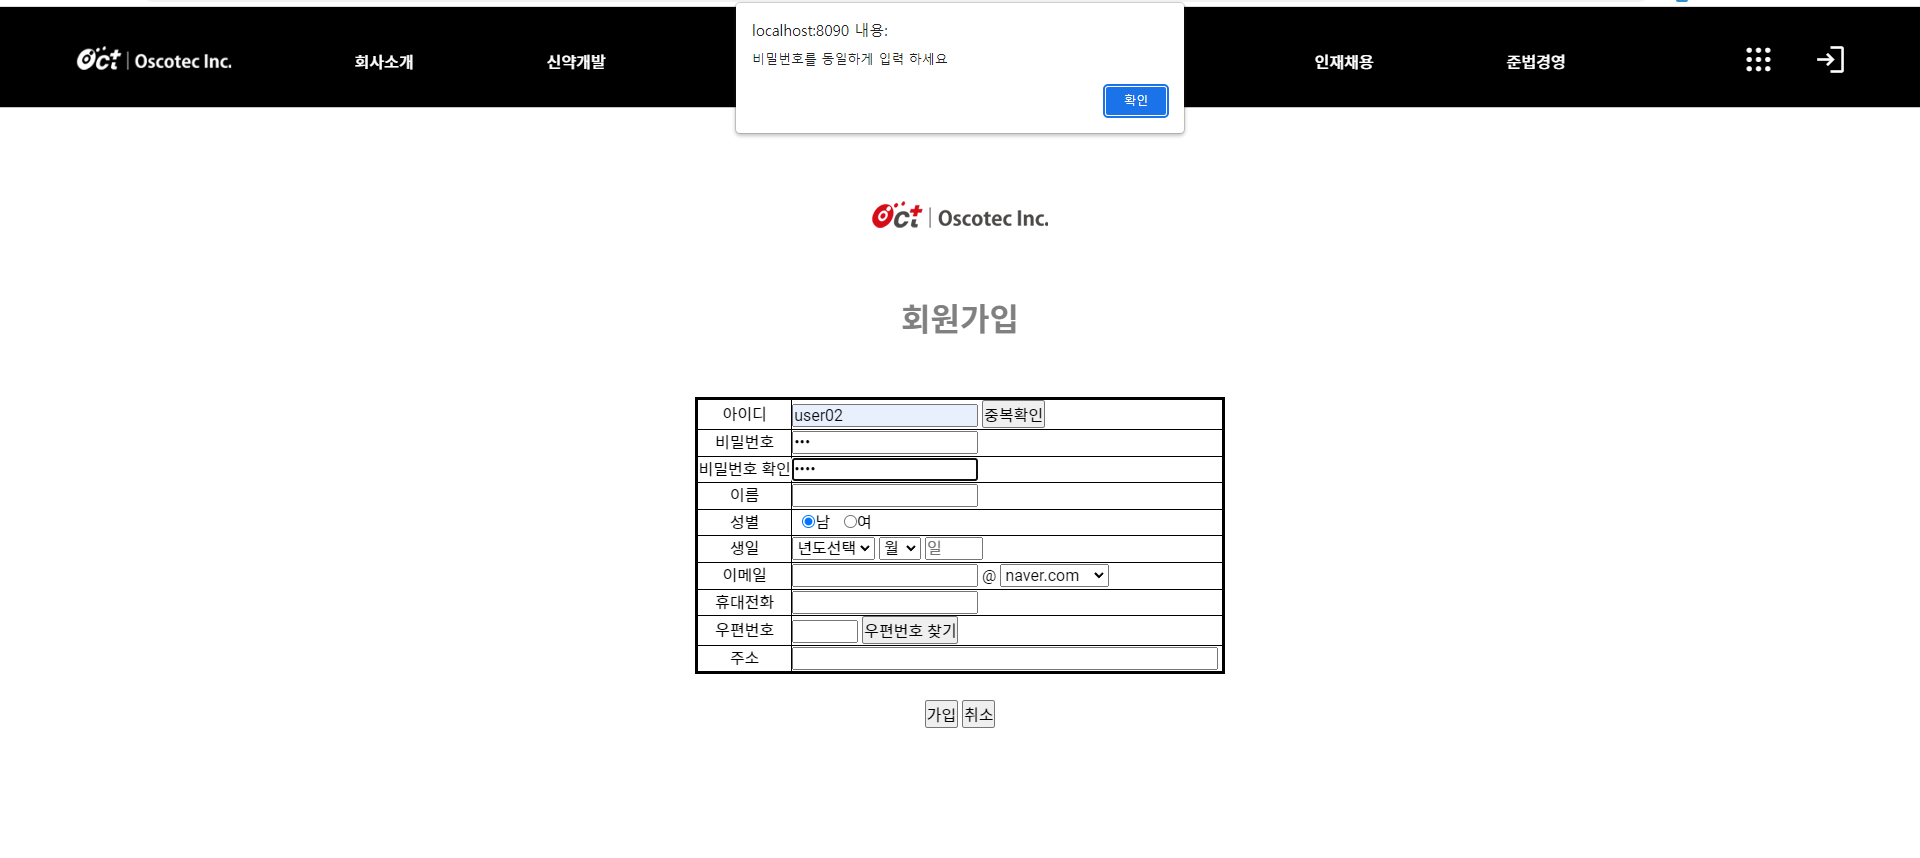 localhost:8090 내용:
비밀번호를 동일하게 입력 하세요
확인
Oct Oscotec Inc.
회사소개
신약개발
인재채용
준법경영
Oct Oscotec Inc.
회원가입
아이디 user02 중복확인
비밀번호 •••
비밀번호 확인 ••••
이름
성별 남 여
생일 년도선택 월 일
이메일 @ naver.com
휴대전화
우편번호 우편번호 찾기
주소
가입 취소